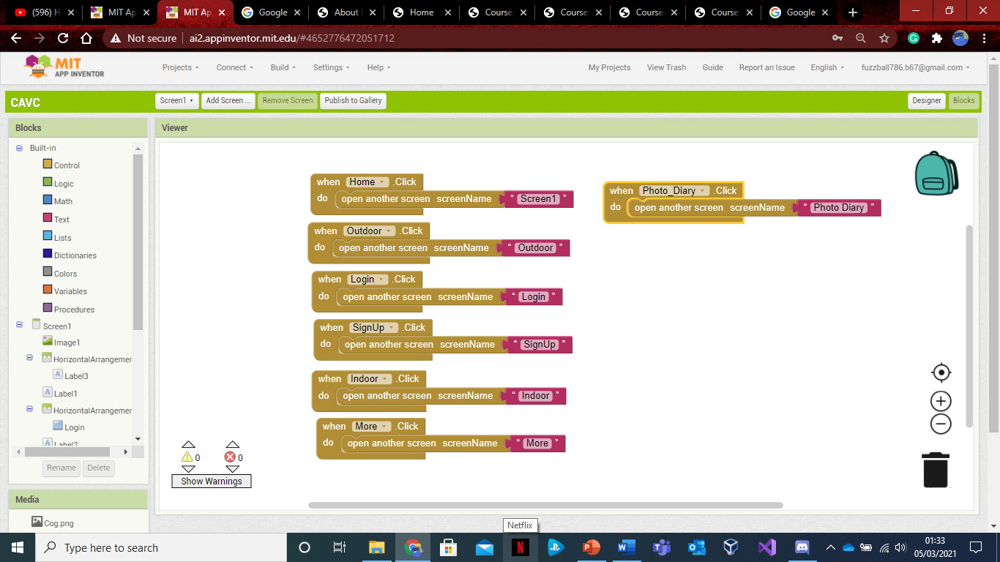 (596) H
MIT Ap
MIT Ap
Google
About
Home
Course
Course
Course
Course
Google
Not secure
ai2.appinventor.mit.edu/#4652776472051712
MIT
APP INVENTOR
Projects
Connect
Build
Settings
Help
My Projects
View Trash
Guide
Report an Issue
English
fuzzball786.b67@gmail.com
CAVC
Screen1
Add Screen ...
Remove Screen
Publish to Gallery
Designer
Blocks
Blocks
Viewer
Built-in
Control
Logic
Math
Text
Lists
Dictionaries
Colors
Variables
Procedures
Screen1
Image1
HorizontalArrangemer
Label3
Label1
HorizontalArrangemer
Login
Label2
Rename
Delete
Media
Cog.png
when Home .Click
do open another screen screenName “ Screen1 ”
when Outdoor .Click
do open another screen screenName “ Outdoor ”
when Login .Click
do open another screen screenName “ Login ”
when SignUp .Click
do open another screen screenName “ SignUp ”
when Indoor .Click
do open another screen screenName “ Indoor ”
when More .Click
do open another screen screenName “ More ”
when Photo_Diary .Click
do open another screen screenName “ Photo Diary ”
0
0
Show Warnings
Netflix
Type here to search
01:33
05/03/2021